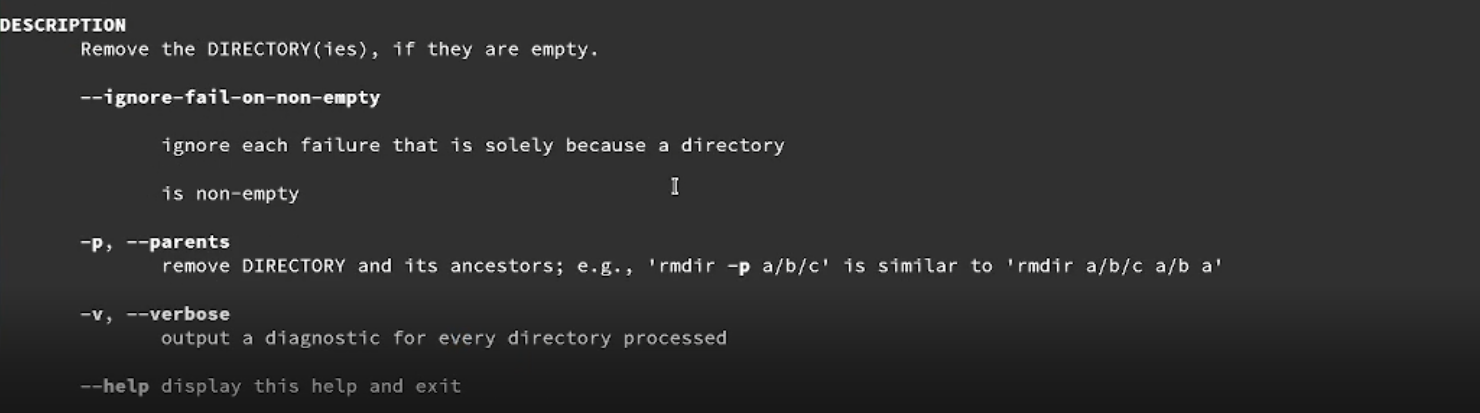 DESCRIPTION
Remove the DIRECTORY(ies), if they are empty.
--ignore-fail-on-non-empty
ignore each failure that is solely because a directory
is non-empty
-p, --parents
remove DIRECTORY and its ancestors; e.g., 'rmdir -p a/b/c' is similar to 'rmdir a/b/c a/b a'
-v, --verbose
output a diagnostic for every directory processed
--help display this help and exit